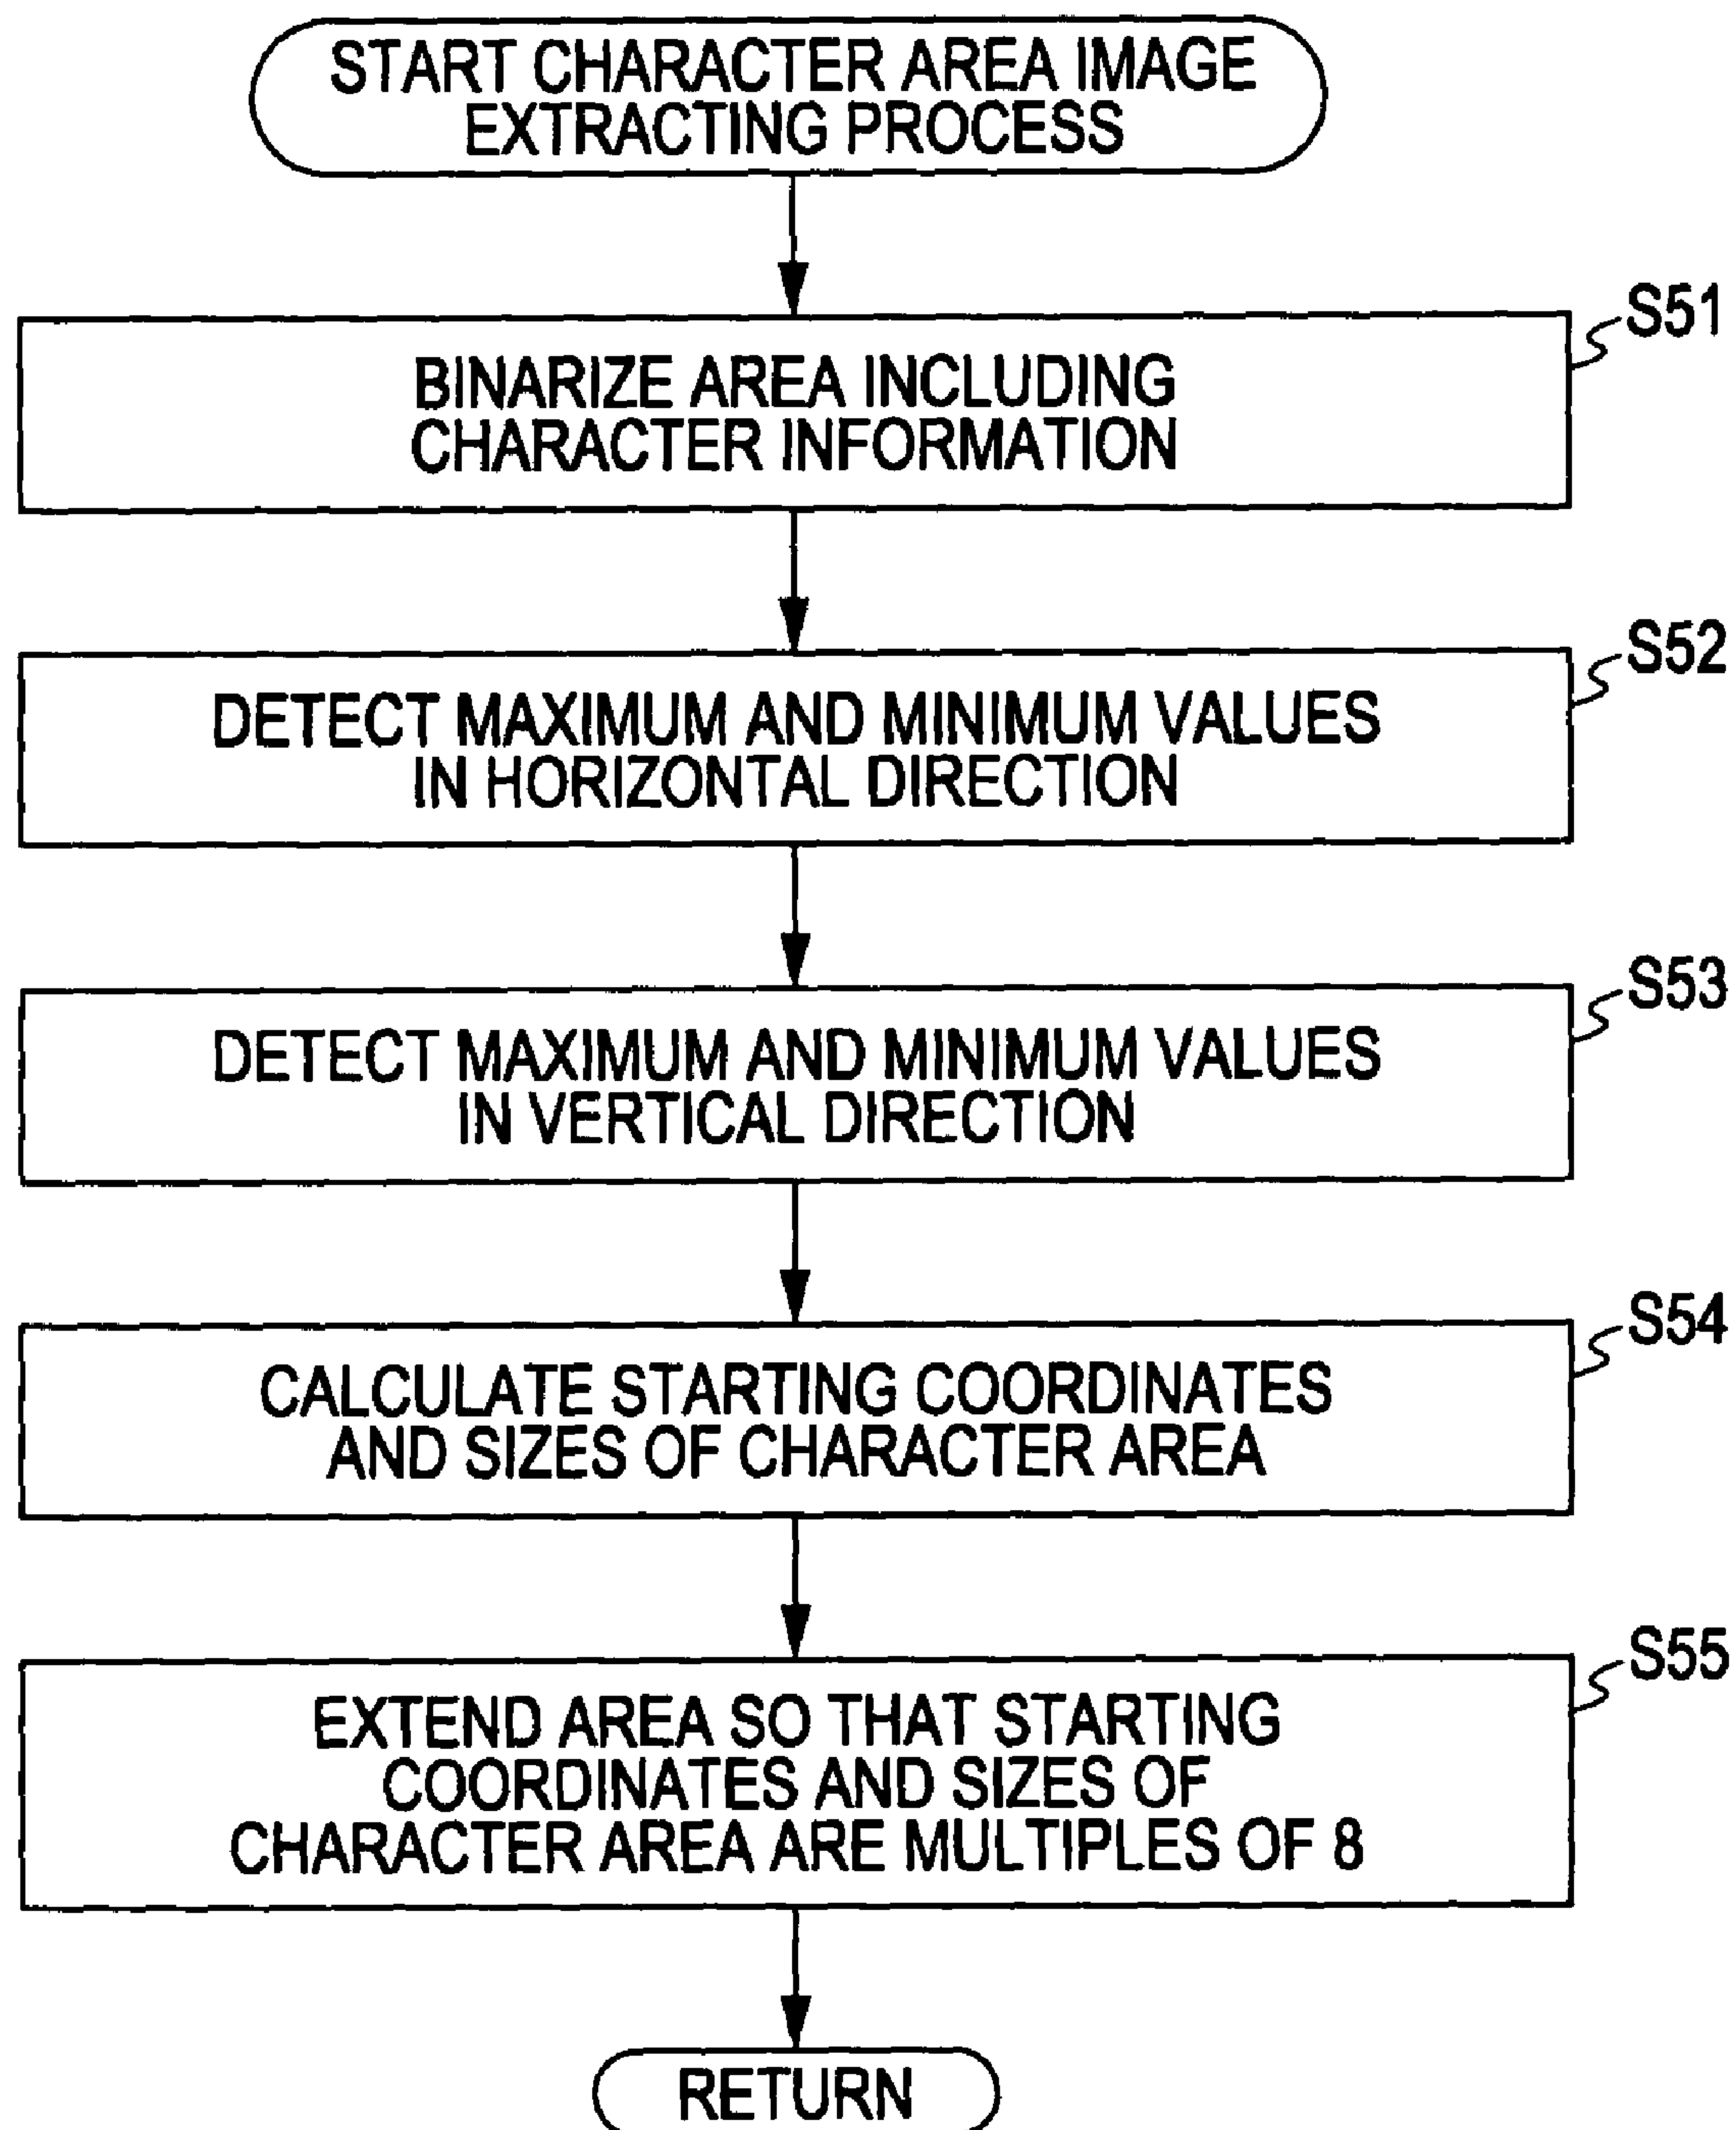 START CHARACTER AREA IMAGE
EXTRACTING PROCESS
S51
BINARIZE AREA INCLUDING
CHARACTER INFORMATION
S52
DETECT MAXIMUM AND MINIMUM VALUES
IN HORIZONTAL DIRECTION
S53
DETECT MAXIMUM AND MINIMUM VALUES
IN VERTICAL DIRECTION
S54
CALCULATE STARTING COORDINATES
AND SIZES OF CHARACTER AREA
S55
EXTEND AREA SO THAT STARTING
COORDINATES AND SIZES OF
CHARACTER AREA ARE MULTIPLES OF 8
RETURN